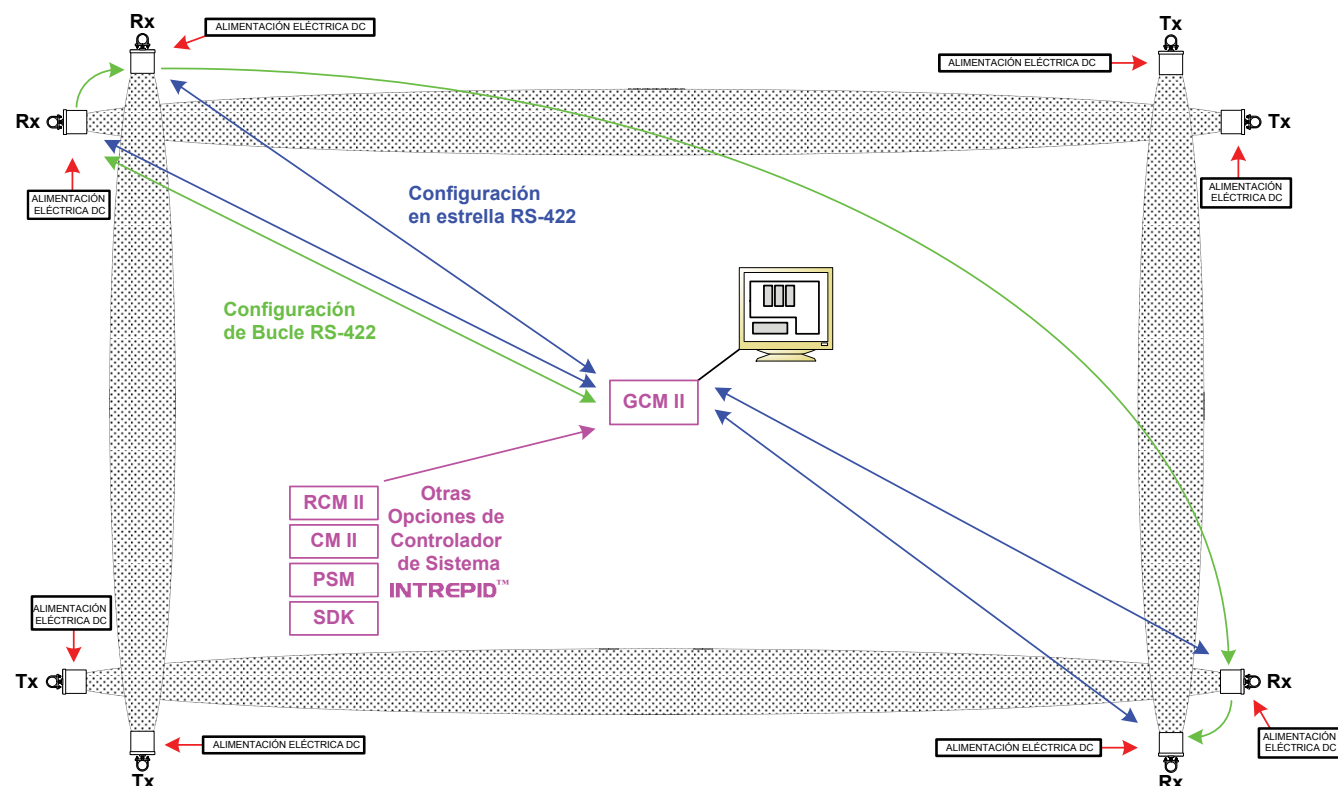 Rx
ALIMENTACIÓN ELÉCTRICA DC
Tx
ALIMENTACIÓN ELÉCTRICA DC
Rx
Tx
ALIMENTACIÓN
ELÉCTRICA DC
ALIMENTACIÓN
ELÉCTRICA DC
Configuración
en estrella RS-422
Configuración
de Bucle RS-422
GCM II
RCM II
CM II
PSM
SDK
Otras
Opciones de
Controlador
de Sistema
INTREPID™
ALIMENTACIÓN
ELÉCTRICA DC
Tx
Rx
ALIMENTACIÓN ELÉCTRICA DC
Tx
ALIMENTACIÓN ELÉCTRICA DC
Rx
ALIMENTACIÓN
ELÉCTRICA DC